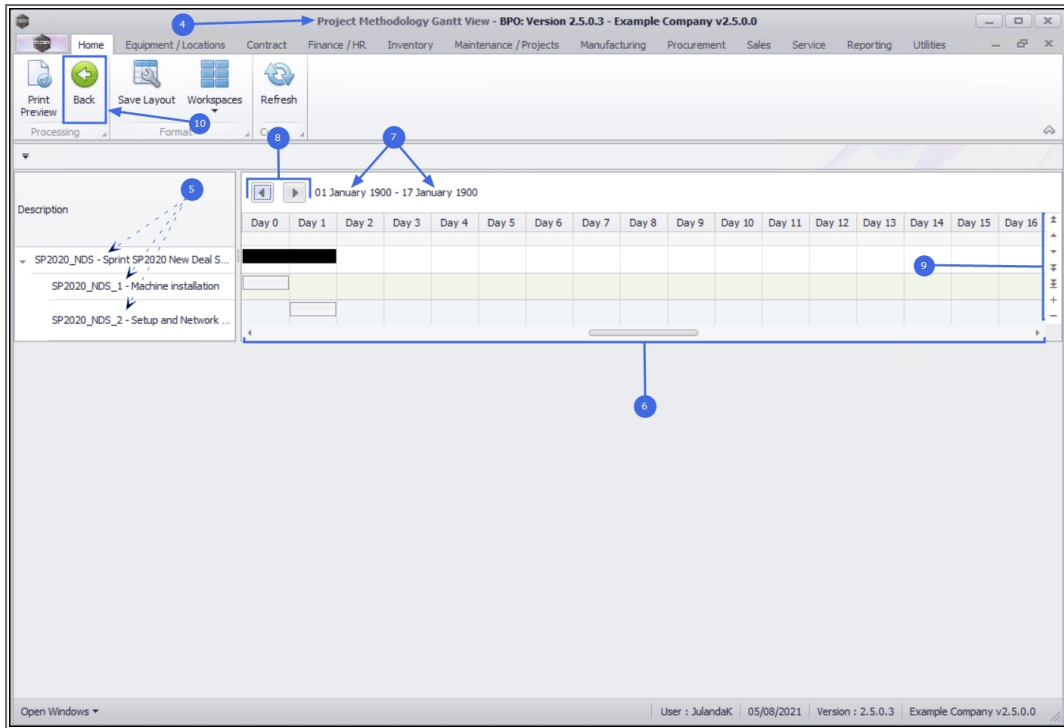 4
Project Methodology Gantt View - BPO: Version 2.5.0.3 - Example Company v2.5.0.0
BPO Home Equipment / Locations Contract Finance / HR Inventory Maintenance / Projects Manufacturing Procurement Sales Service Reporting Utilities
Print Preview Back Save Layout Workspaces Refresh
10
Processing Format C
8 7
5
01 January 1900 - 17 January 1900
Description
Day 0 Day 1 Day 2 Day 3 Day 4 Day 5 Day 6 Day 7 Day 8 Day 9 Day 10 Day 11 Day 12 Day 13 Day 14 Day 15 Day 16
SP2020_NDS - Sprint SP2020 New Deal S...
9
SP2020_NDS_1 - Machine installation
SP2020_NDS_2 - Setup and Network ...
6
Open Windows User : JulandaK 05/08/2021 Version : 2.5.0.3 Example Company v2.5.0.0